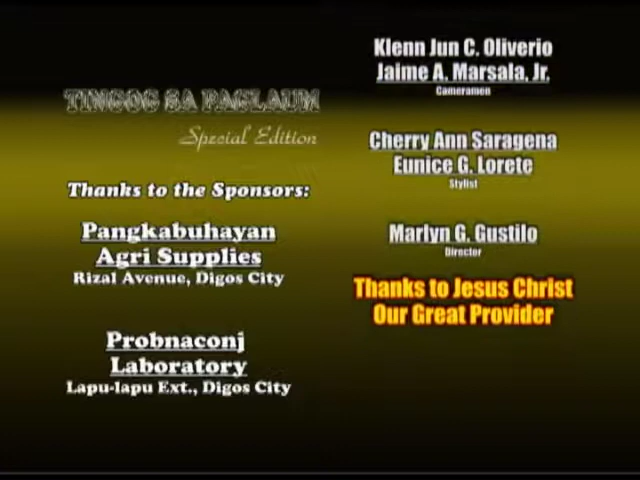 TINGOG SA PAGLAUM
Special Edition
Thanks to the Sponsors:
Pangkabuhayan
Agri Supplies
Rizal Avenue, Digos City
Probnaconj
Laboratory
Lapu-lapu Ext., Digos City
Klenn Jun C. Oliverio
Jaime A. Marsala, Jr.
Cameramen
Cherry Ann Saragena
Eunice G. Lorete
Stylist
Marlyn G. Gustilo
Director
Thanks to Jesus Christ
Our Great Provider